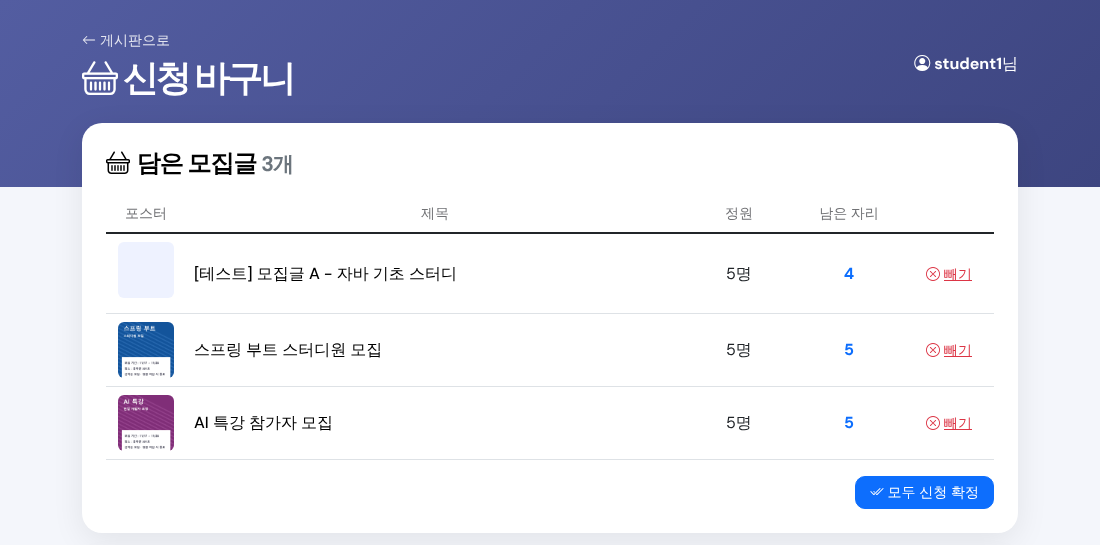 ← 게시판으로
신청 바구니
student1님
담은 모집글 3개
포스터 제목 정원 남은 자리
[테스트] 모집글 A - 자바 기초 스터디 5명 4 빼기
스프링 부트
스프링 부트 스터디원 모집 5명 5 빼기
AI 특강
AI 특강 참가자 모집 5명 5 빼기
모두 신청 확정